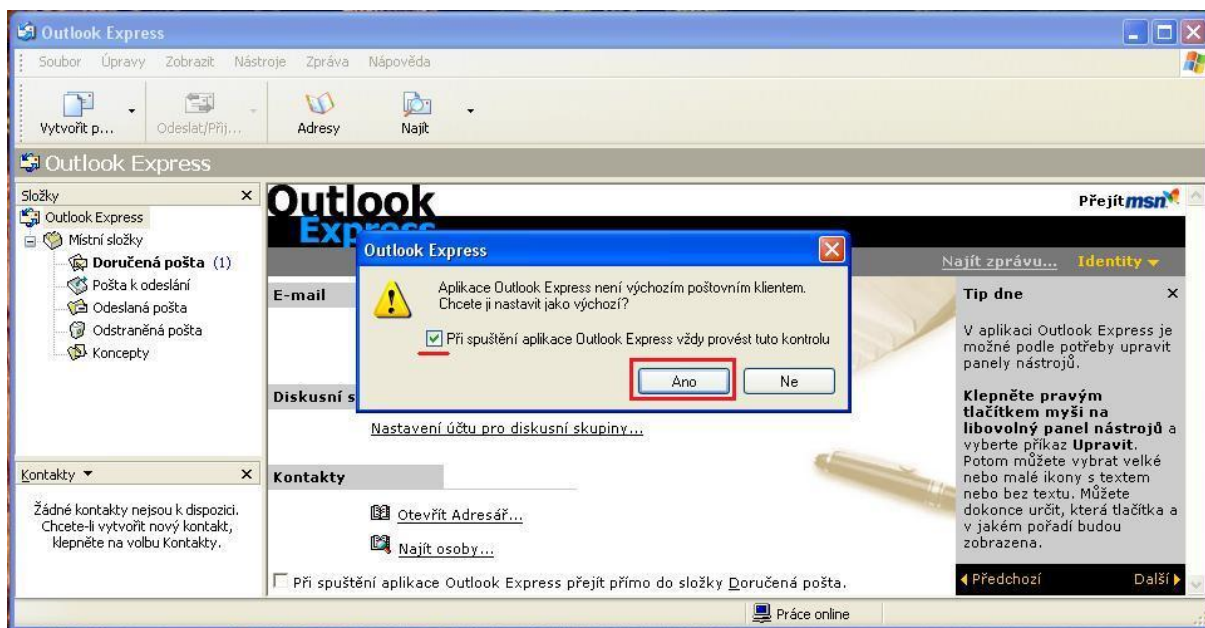 Outlook Express
Soubor Úpravy Zobrazit Nástroje Zpráva Nápověda
Vytvořit p... Odeslat/Přij... Adresy Najít
Outlook Express
Složky
Outlook Express
Místní složky
Doručená pošta (1)
Pošta k odeslání
Odeslaná pošta
Odstraněná pošta
Koncepty
Kontakty
Žádné kontakty nejsou k dispozici.
Chcete-li vytvořit nový kontakt,
klepněte na volbu Kontakty.
Outlook
Express
Přejít msn
Najít zprávu... Identity
E-mail
Outlook Express
Aplikace Outlook Express není výchozím poštovním klientem.
Chcete ji nastavit jako výchozí?
Při spuštění aplikace Outlook Express vždy provést tuto kontrolu
Ano Ne
Diskusní s
Nastavení účtu pro diskusní skupiny...
Kontakty
Otevřít Adresář...
Najít osoby...
Při spuštění aplikace Outlook Express přejít přímo do složky Doručená pošta.
Tip dne
V aplikaci Outlook Express je
možné podle potřeby upravit
panely nástrojů.
Klepněte pravým
tlačítkem myši na
libovolný panel nástrojů a
vyberte příkaz Upravit.
Potom můžete vybrat velké
nebo malé ikony s textem
nebo bez textu. Můžete
dokonce určit, která tlačítka a
v jakém pořadí budou
zobrazena.
Předchozí Další
Práce online